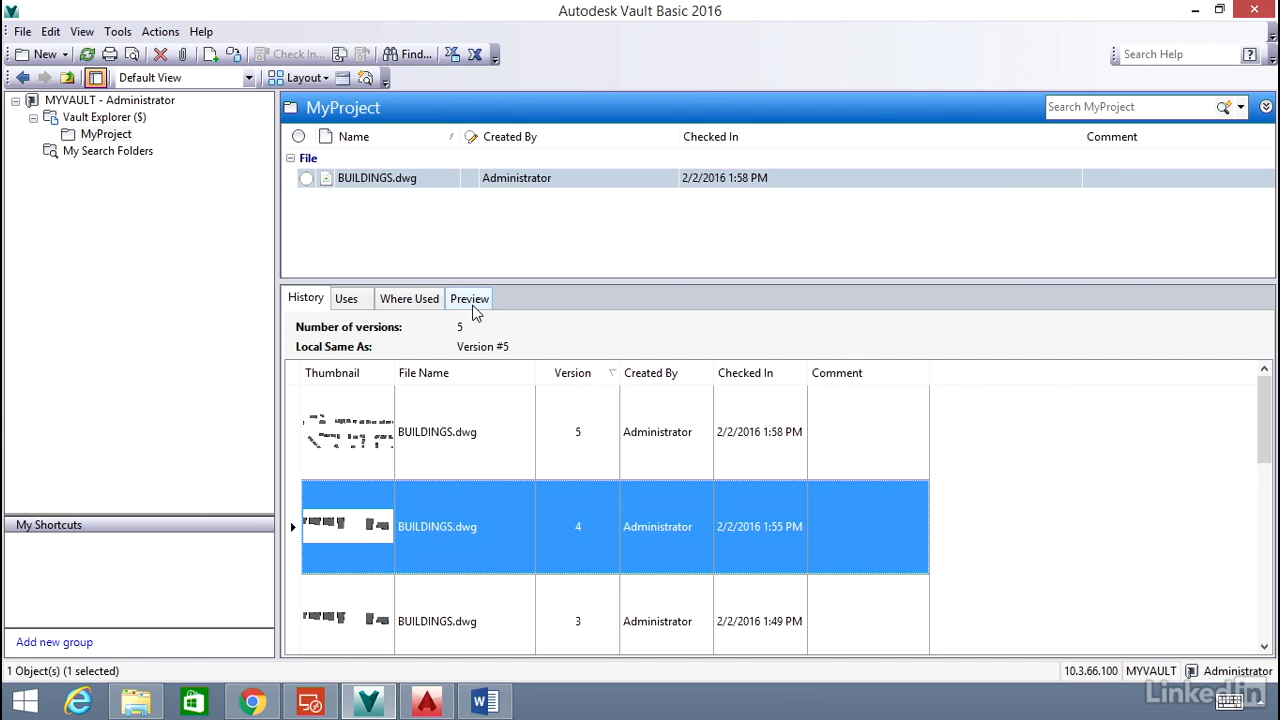 Autodesk Vault Basic 2016
File Edit View Tools Actions Help
New Check In... Find... Search Help
Default View Layout
MYVAULT - Administrator
Vault Explorer ($)
MyProject
My Search Folders
My Shortcuts
Add new group
MyProject Search MyProject
Name Created By Checked In Comment
File
BUILDINGS.dwg Administrator 2/2/2016 1:58 PM
History Uses Where Used Preview
Number of versions: 5
Local Same As: Version #5
Thumbnail File Name Version Created By Checked In Comment
BUILDINGS.dwg 5 Administrator 2/2/2016 1:58 PM
BUILDINGS.dwg 4 Administrator 2/2/2016 1:55 PM
BUILDINGS.dwg 3 Administrator 2/2/2016 1:49 PM
1 Object(s) (1 selected) 10.3.66.100 MYVAULT Administrator
LinkedIn